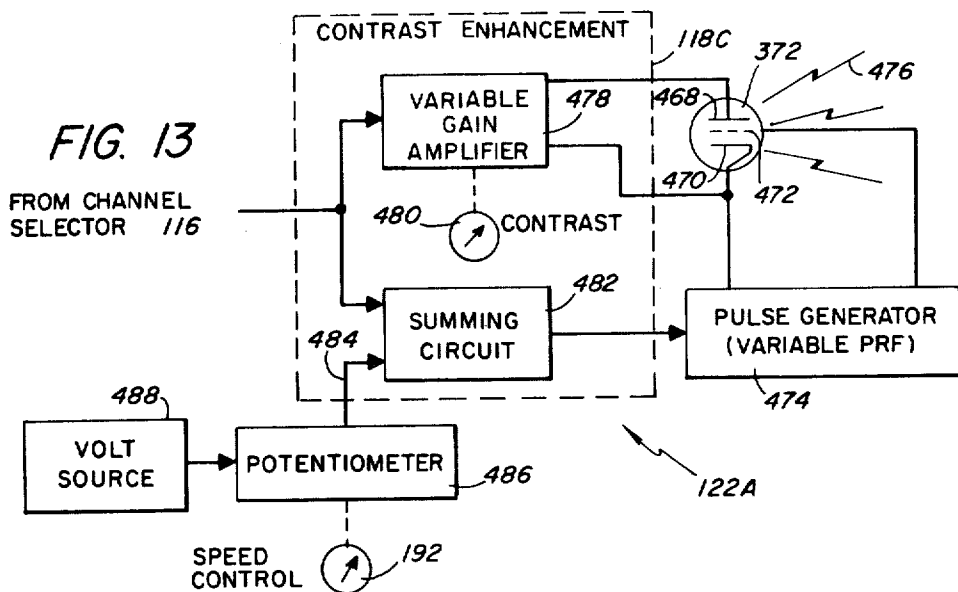 CONTRAST ENHANCEMENT
118C
372
476
468
VARIABLE
GAIN
AMPLIFIER
478
FIG. 13
470
472
FROM CHANNEL
SELECTOR 116
480
CONTRAST
482
SUMMING
CIRCUIT
PULSE GENERATOR
(VARIABLE PRF)
484
474
488
VOLT
SOURCE
POTENTIOMETER
486
122A
SPEED
CONTROL
192